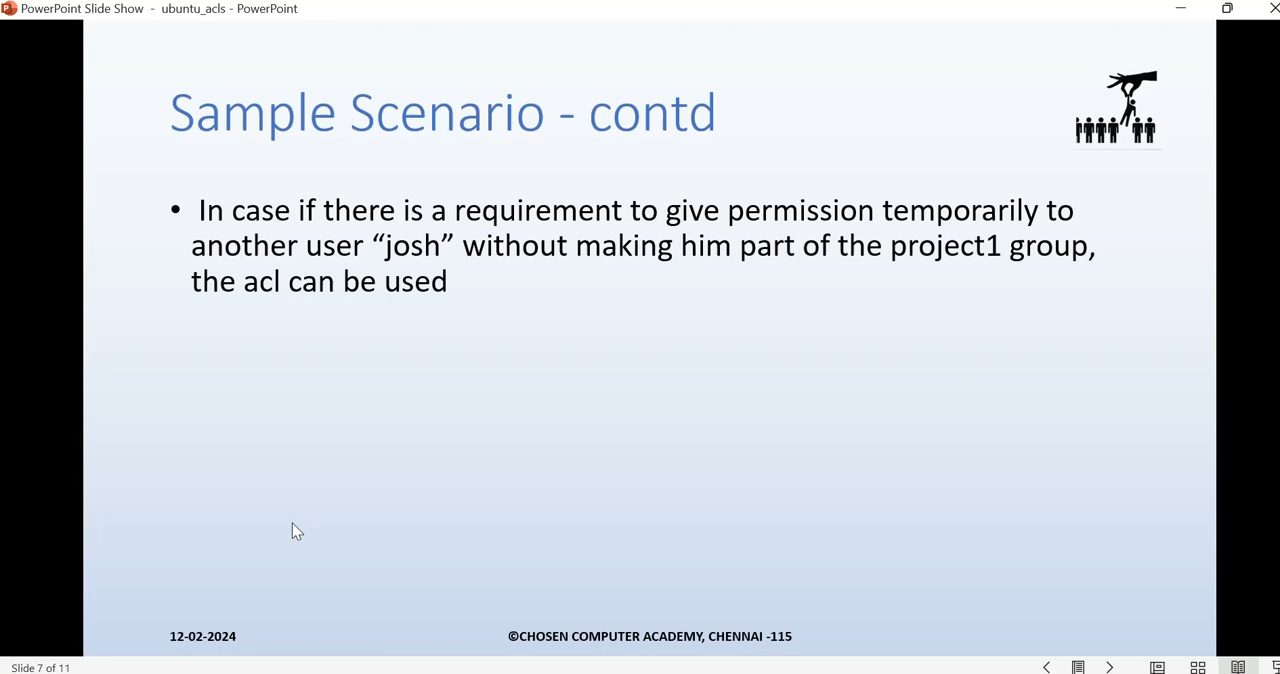 PowerPoint Slide Show - ubuntu_acls - PowerPoint
Sample Scenario - contd
• In case if there is a requirement to give permission temporarily to
another user “josh” without making him part of the project1 group,
the acl can be used
12-02-2024
©CHOSEN COMPUTER ACADEMY, CHENNAI -115
Slide 7 of 11